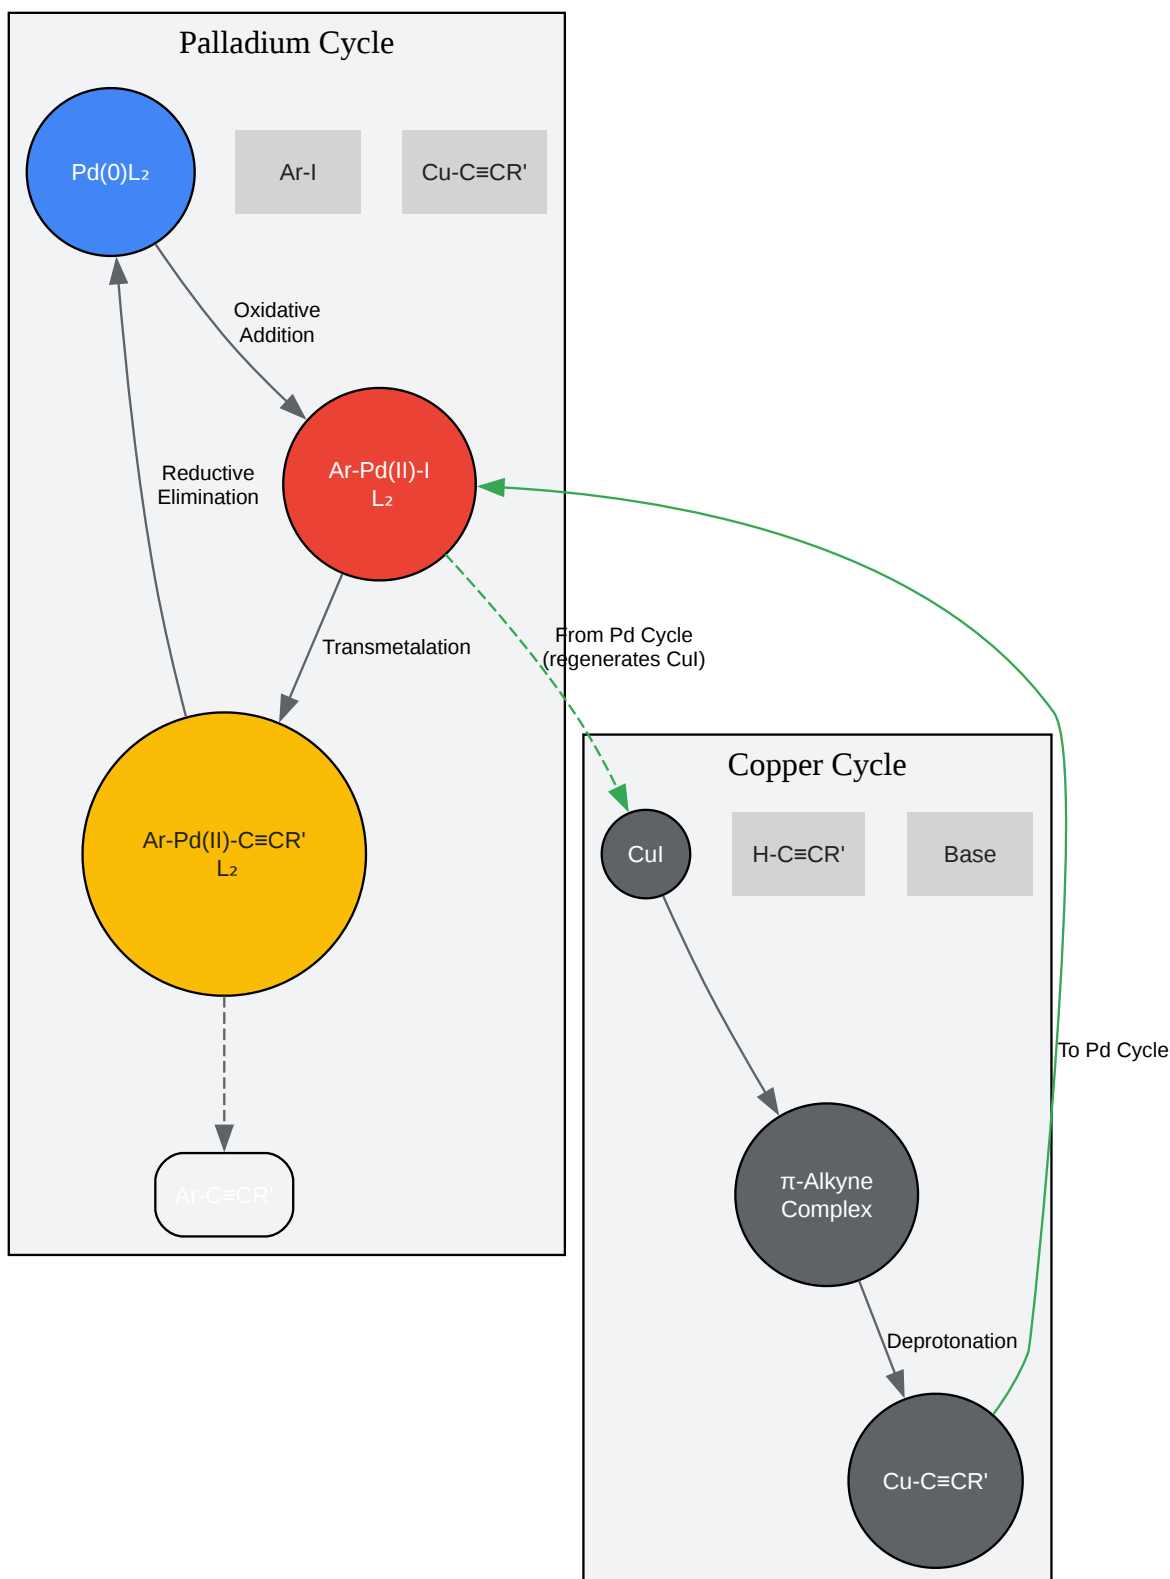 Palladium Cycle
Pd(0)L₂
Ar-I
Cu-C≡CR'
Oxidative
Addition
Reductive
Elimination
Ar-Pd(II)-I
L₂
Transmetalation
From Pd Cycle
(regenerates CuI)
Ar-Pd(II)-C≡CR'
L₂
Ar-C≡CR'
Copper Cycle
CuI
H-C≡CR'
Base
To Pd Cycle
π-Alkyne
Complex
Deprotonation
Cu-C≡CR'